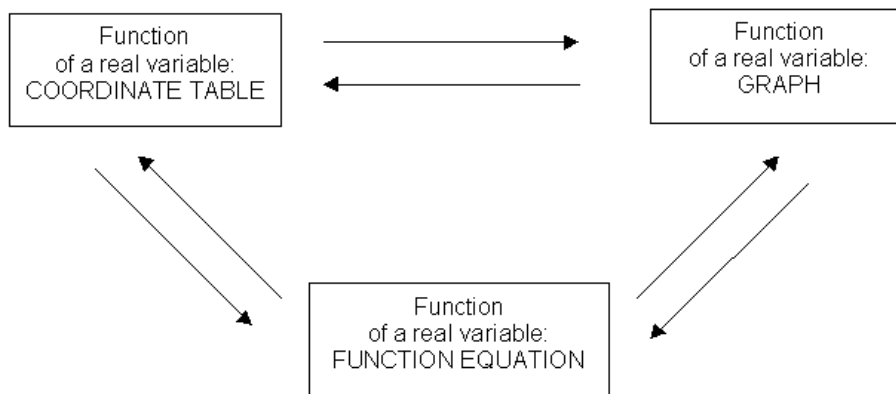 Function
of a real variable:
COORDINATE TABLE
Function
of a real variable:
GRAPH
Function
of a real variable:
FUNCTION EQUATION